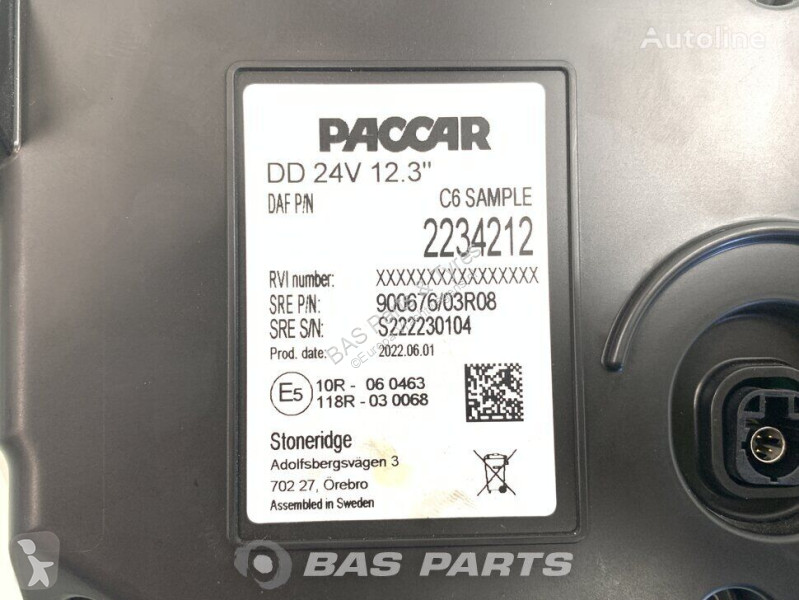 Autoline
PACCAR
DD 24V 12.3"
DAF P/N C6 SAMPLE
2234212
RVI number: XXXXXXXXXXXXXXXX
SRE P/N: 900676/03R08
SRE S/N: S222230104
Prod. date: 2022.06.01
E5 10R - 06 0463
118R - 03 0068
Stoneridge
Adolfsbergsvägen 3
702 27, Örebro
Assembled in Sweden
BAS PARTS